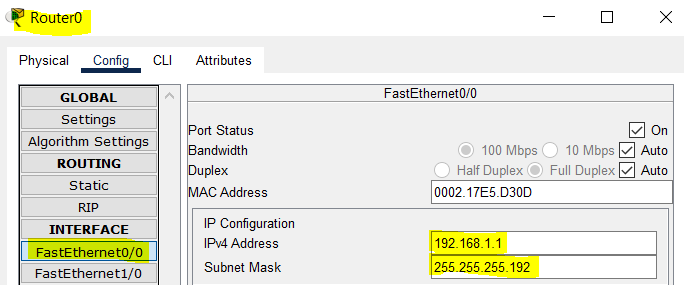 Router0
Physical Config CLI Attributes
GLOBAL
Settings
Algorithm Settings
ROUTING
Static
RIP
INTERFACE
FastEthernet0/0
FastEthernet1/0
FastEthernet0/0
Port Status On
Bandwidth 100 Mbps 10 Mbps Auto
Duplex Half Duplex Full Duplex Auto
MAC Address 0002.17E5.D30D
IP Configuration
IPv4 Address 192.168.1.1
Subnet Mask 255.255.255.192